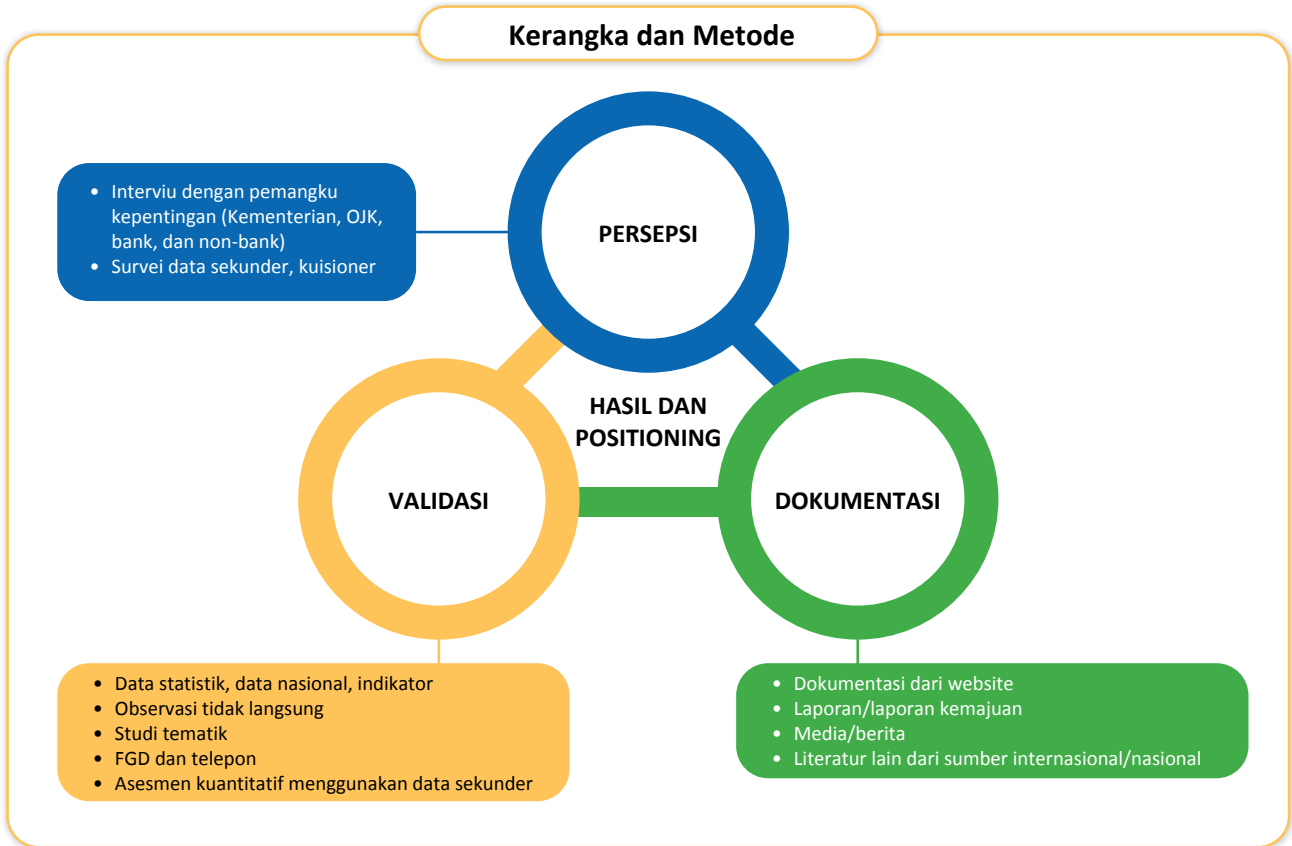 Kerangka dan Metode
• Interviu dengan pemangku
kepentingan (Kementerian, OJK,
bank, dan non-bank)
• Survei data sekunder, kuisioner
PERSEPSI
HASIL DAN
POSITIONING
VALIDASI
DOKUMENTASI
• Data statistik, data nasional, indikator
• Observasi tidak langsung
• Studi tematik
• FGD dan telepon
• Asesmen kuantitatif menggunakan data sekunder
• Dokumentasi dari website
• Laporan/laporan kemajuan
• Media/berita
• Literatur lain dari sumber internasional/nasional